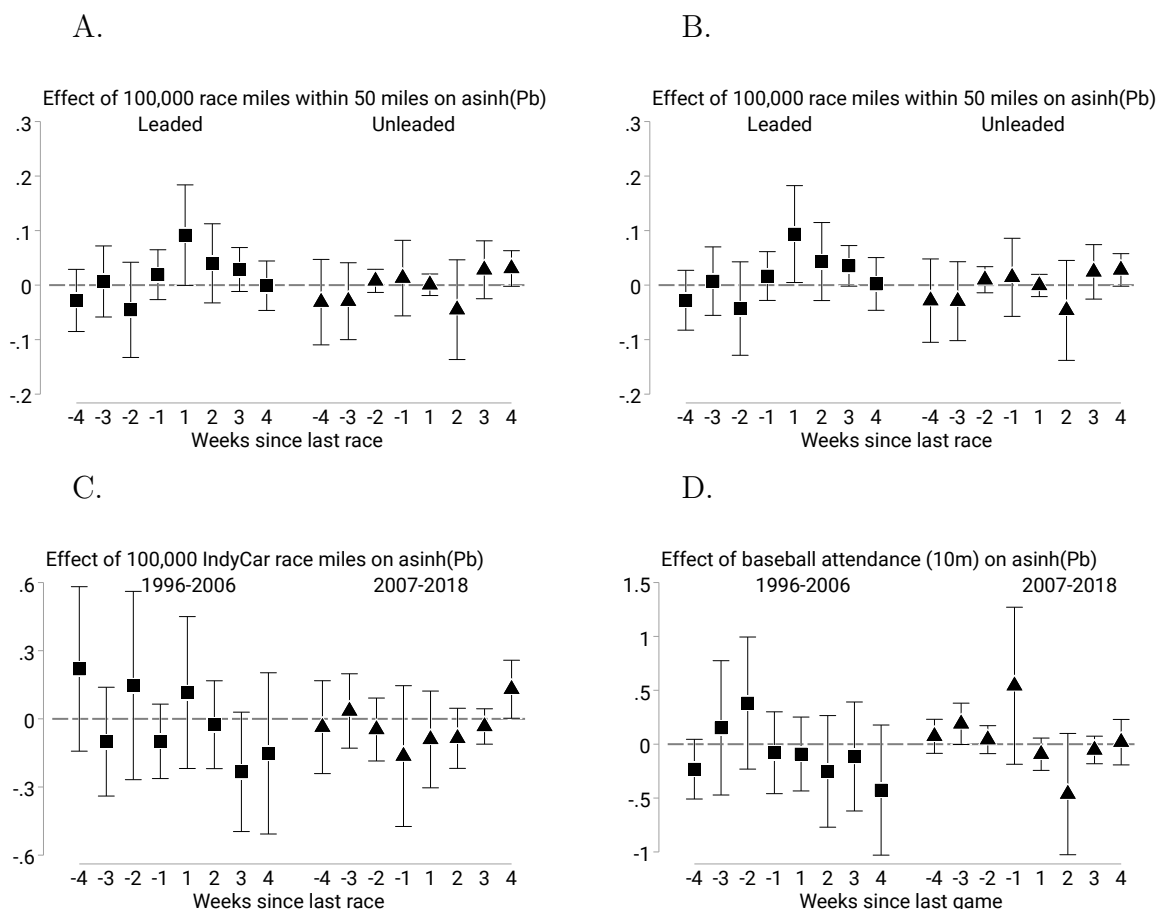 A.
Effect of 100,000 race miles within 50 miles on asinh(Pb)
Leaded Unleaded
.3
.2
.1
0
-.1
-.2
-4 -3 -2 -1 1 2 3 4 -4 -3 -2 -1 1 2 3 4
Weeks since last race
B.
Effect of 100,000 race miles within 50 miles on asinh(Pb)
Leaded Unleaded
.3
.2
.1
0
-.1
-.2
-4 -3 -2 -1 1 2 3 4 -4 -3 -2 -1 1 2 3 4
Weeks since last race
C.
Effect of 100,000 IndyCar race miles on asinh(Pb)
1996-2006 2007-2018
.6
.3
0
-.3
-.6
-4 -3 -2 -1 1 2 3 4 -4 -3 -2 -1 1 2 3 4
Weeks since last race
D.
Effect of baseball attendance (10m) on asinh(Pb)
1996-2006 2007-2018
1.5
1
.5
0
-.5
-1
-4 -3 -2 -1 1 2 3 4 -4 -3 -2 -1 1 2 3 4
Weeks since last game